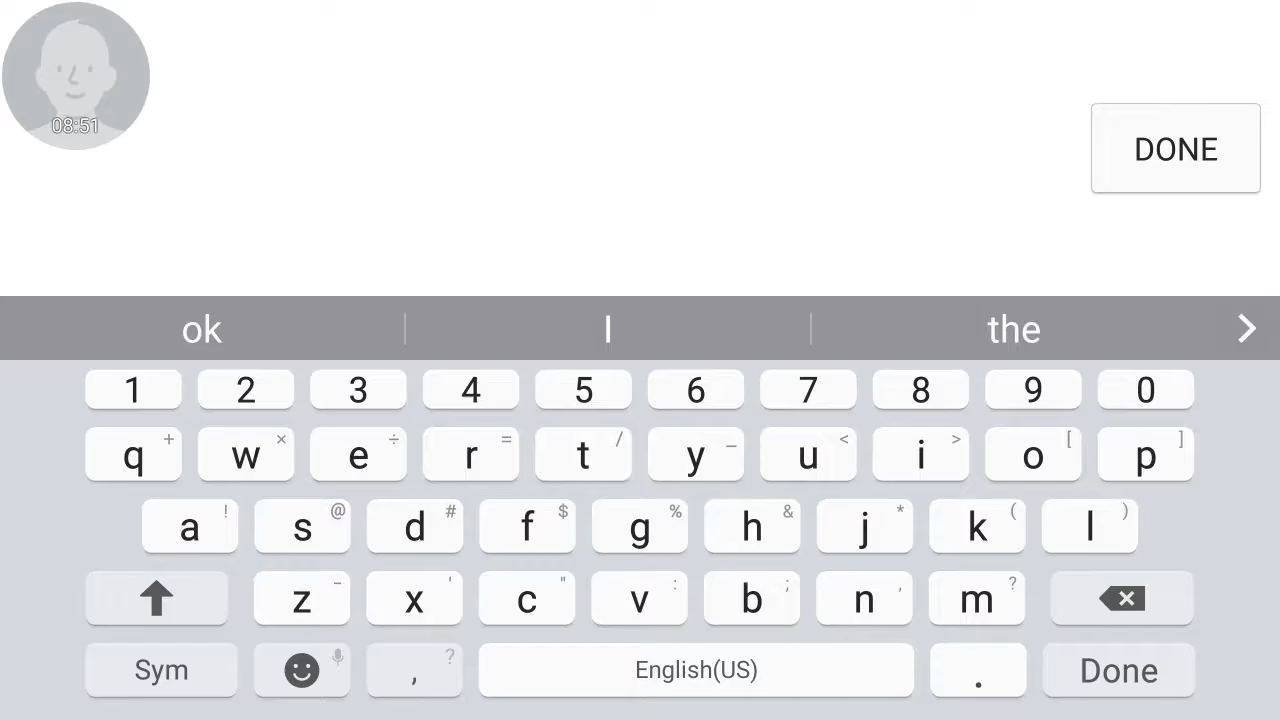 08:51
DONE
ok I the
1 2 3 4 5 6 7 8 9 0
q + w × e ÷ r = t / y _ u < i > o [ p ]
a ! s @ d # f $ g % h & j * k ( l )
z - x ' c " v : b ; n , m ?
Sym , ? English(US) . Done